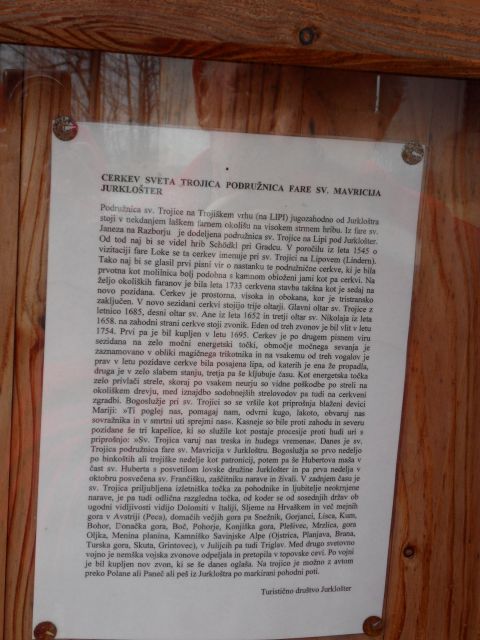 CERKEV SVETA TROJICA PODRUŽNICA FARE SV. MAVRICIJA
JURKLOŠTER
Podružnica sv. Trojice na Trojiškem vrhu (na LIPI) jugozahodno od Jurkloštra
stoji v nekdanjem laškem farnem okolišu na visokem strmem hribu. Iz fare sv.
Janeza na Razborju je dodeljena podružnica sv. Trojice na Lipi pod Jurklošter.
Od tod naj bi se videl hrib Schödkl pri Gradcu. V poročilu iz leta 1545 o
vizitaciji fare Loke se ta cerkev imenuje pri sv. Trojici na Lipovem (Lindern).
Tako naj bi se glasil prvi pisni vir o nastanku te podružnične cerkve, ki je bila
prvotna kot molilnica bolj podobna s kamnom obloženi jami kot pa cerkvi. Na
željo okoliških faranov je bila leta 1733 cerkvena stavba takšna kot je sedaj na
novo pozidana. Cerkev je prostorna, visoka in obokana, kor je tristransko
zaključen. V novo sezidani cerkvi stojijo trije oltarji. Glavni oltar sv. Trojice z
letnico 1685, desni oltar sv. Ane iz leta 1652 in tretji oltar sv. Nikolaja iz leta
1658. na zahodni strani cerkve stoji zvonik. Eden od treh zvonov je bil vlit v letu
1754. Prvi pa je bil kupljen v letu 1695. Cerkev je po drugem pisnem viru
sezidana na zelo močni energetski točki, območje močnega sevanja je
zaznamovano v obliki magičnega trikotnika in na vsakemu od treh vogalov je
prav v letu pozidave cerkve bila posajena lipa, od katerih je ena že propadla,
druga je v zelo slabem stanju, tretja pa še kljubuje času. Kot energetska točka
zelo privlači strele, skoraj po vsakem neurju so vidne poškodbe po streli na
okoliškem drevju, med iznajdbo sodobnejših strelovodov pa tudi na cerkveni
zgradbi. Bogoslužje pri sv. Trojici so se vršile kot priprošnja blaženi devici
Mariji: »Ti poglej nas, pomagaj nam, odvrni kugo, lakoto, obvaruj nas
sovražnika in v smrtni uti sprejmi nas«. Kasneje so bile proti zahodu in severu
pozidane še tri kapelice, ki so služile kot postaje procesije proti hudi uri s
priprošnjo: »Sv. Trojica varuj nas treska in hudega vremena«. Danes je sv.
Trojica podružnica fare sv. Mavricija v Jurkloštru. Bogoslužja so prvo nedeljo
po binkoštih ali trojiške nedelje kot patronicij, potem pa še Hubertova maša v
čast sv. Huberta s posvetilom lovske družine Jurklošter in pa prva nedelja v
oktobru posvečena sv. Frančišku, zaščitniku narave in živali. V zadnjem času je
sv. Trojica priljubljena izletniška točka za pohodnike in ljubitelje neokrnjene
narave, je pa tudi odlična razgledna točka, od koder se od sosednjih držav ob
ugodni vidljivosti vidijo Dolomiti v Italiji, Sljeme na Hrvaškem in več mejnih
gora v Avstriji (Peca), domačih večjih gora pa Snežnik, Gorjanci, Lisca, Kum,
Bohor, Donačka gora, Boč, Pohorje, Konjiška gora, Plešivec, Mrzlica, gora
Oljka, Menina planina, Kamniško Savinjske Alpe (Ojstrica, Planjava, Brana,
Turska gora, Skuta, Grintovec), v Julijcih pa tudi Triglav. Med drugo svetovno
vojno je nemška vojska zvonove odpeljala in pretopila v topovske cevi. Po vojni
je bil kupljen nov zvon, ki se še danes oglaša. Na trojico je možno z avtom
preko Polane ali Paneč ali peš iz Jurkloštra po markirani pohodni poti.
Turistično društvo Jurklošter